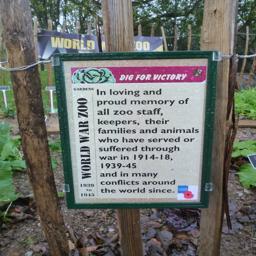 WORLD ZOO
DIG FOR VICTORY
GARDENS
WORLD WAR ZOO
1939
to
1945
In loving and
proud memory of
all zoo staff,
keepers, their
families and animals
who have served or
suffered through
war in 1914-18,
1939-45
and in many
conflicts around
the world since.